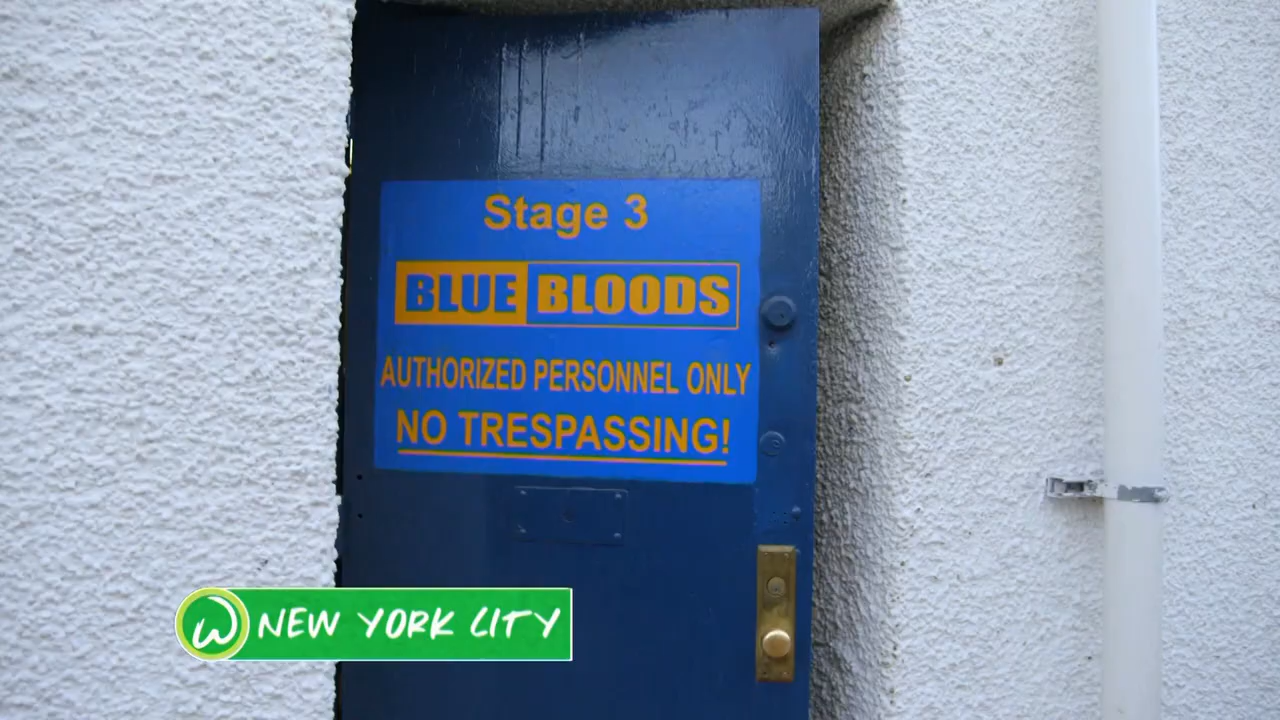 Stage 3
BLUE BLOODS
AUTHORIZED PERSONNEL ONLY
NO TRESPASSING!
W NEW YORK CITY